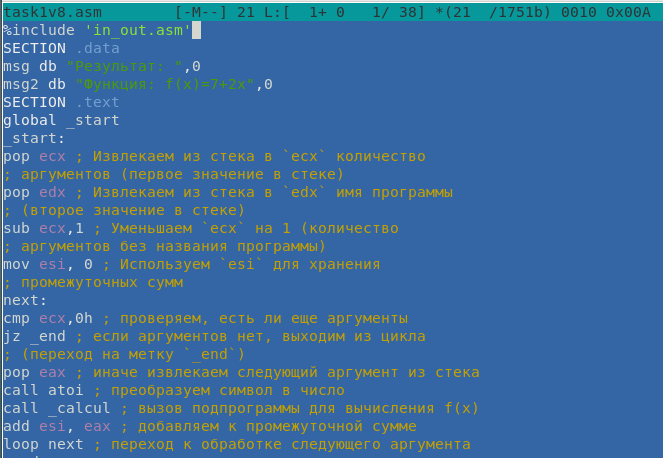 task1v8.asm [-M--] 21 L:[ 1+ 0 1/ 38] *(21 /1751b) 0010 0x00A
%include 'in_out.asm'
SECTION .data
msg db "Результат: ",0
msg2 db "Функция: f(x)=7+2x",0
SECTION .text
global _start
_start:
pop ecx ; Извлекаем из стека в `ecx` количество
; аргументов (первое значение в стеке)
pop edx ; Извлекаем из стека в `edx` имя программы
; (второе значение в стеке)
sub ecx,1 ; Уменьшаем `ecx` на 1 (количество
; аргументов без названия программы)
mov esi, 0 ; Используем `esi` для хранения
; промежуточных сумм
next:
cmp ecx,0h ; проверяем, есть ли еще аргументы
jz _end ; если аргументов нет, выходим из цикла
; (переход на метку `_end`)
pop eax ; иначе извлекаем следующий аргумент из стека
call atoi ; преобразуем символ в число
call _calcul ; вызов подпрограммы для вычисления f(x)
add esi, eax ; добавляем к промежуточной сумме
loop next ; переход к обработке следующего аргумента